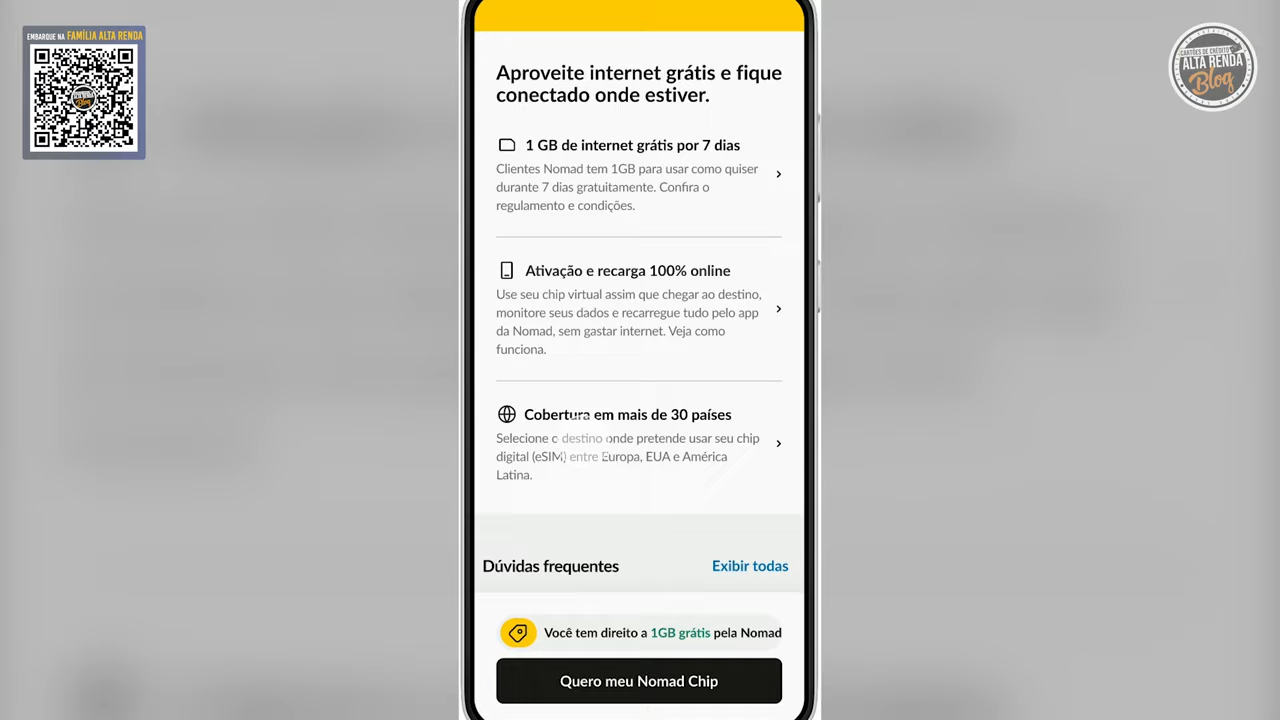 EMBARQUE NA FAMÍLIA ALTA RENDA
CARTÕES DE CRÉDITO
ALTA RENDA
Blog
Aproveite internet grátis e fique
conectado onde estiver.
1 GB de internet grátis por 7 dias
Clientes Nomad tem 1GB para usar como quiser
durante 7 dias gratuitamente. Confira o
regulamento e condições.
Ativação e recarga 100% online
Use seu chip virtual assim que chegar ao destino,
monitore seus dados e recarregue tudo pelo app
da Nomad, sem gastar internet. Veja como
funciona.
Cobertura em mais de 30 países
Selecione o destino onde pretende usar seu chip
digital (eSIM) entre Europa, EUA e América
Latina.
Dúvidas frequentes
Exibir todas
Você tem direito a 1GB grátis pela Nomad
Quero meu Nomad Chip